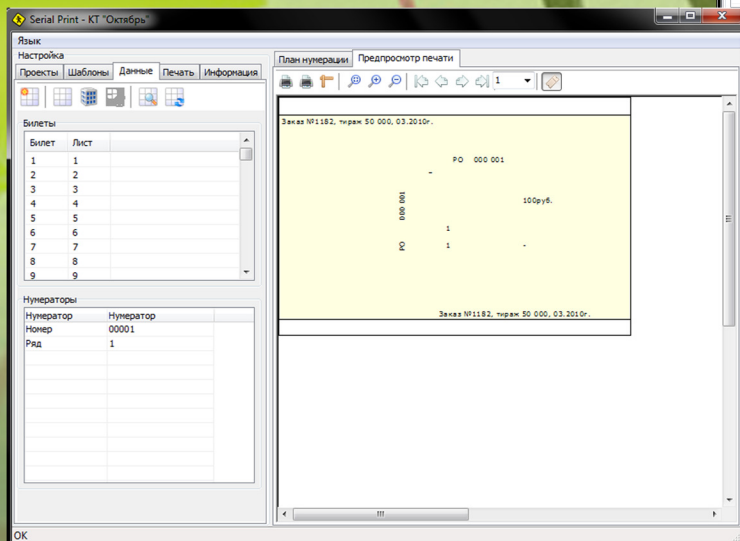 Serial Print - КТ "Октябрь"
Язык
Настройка
Проекты Шаблоны Данные Печать Информация
План нумерации Предпросмотр печати
1
Билеты
Билет Лист
1 1
2 2
3 3
4 4
5 5
6 6
7 7
8 8
9 9
Нумераторы
Нумератор Нумератор
Номер 00001
Ряд 1
Заказ №1182, тираж 50 000, 03.2010г.
РО 000 001
-
100руб.
РО 000 001
1
1 -
Заказ №1182, тираж 50 000, 03.2010г.
OK